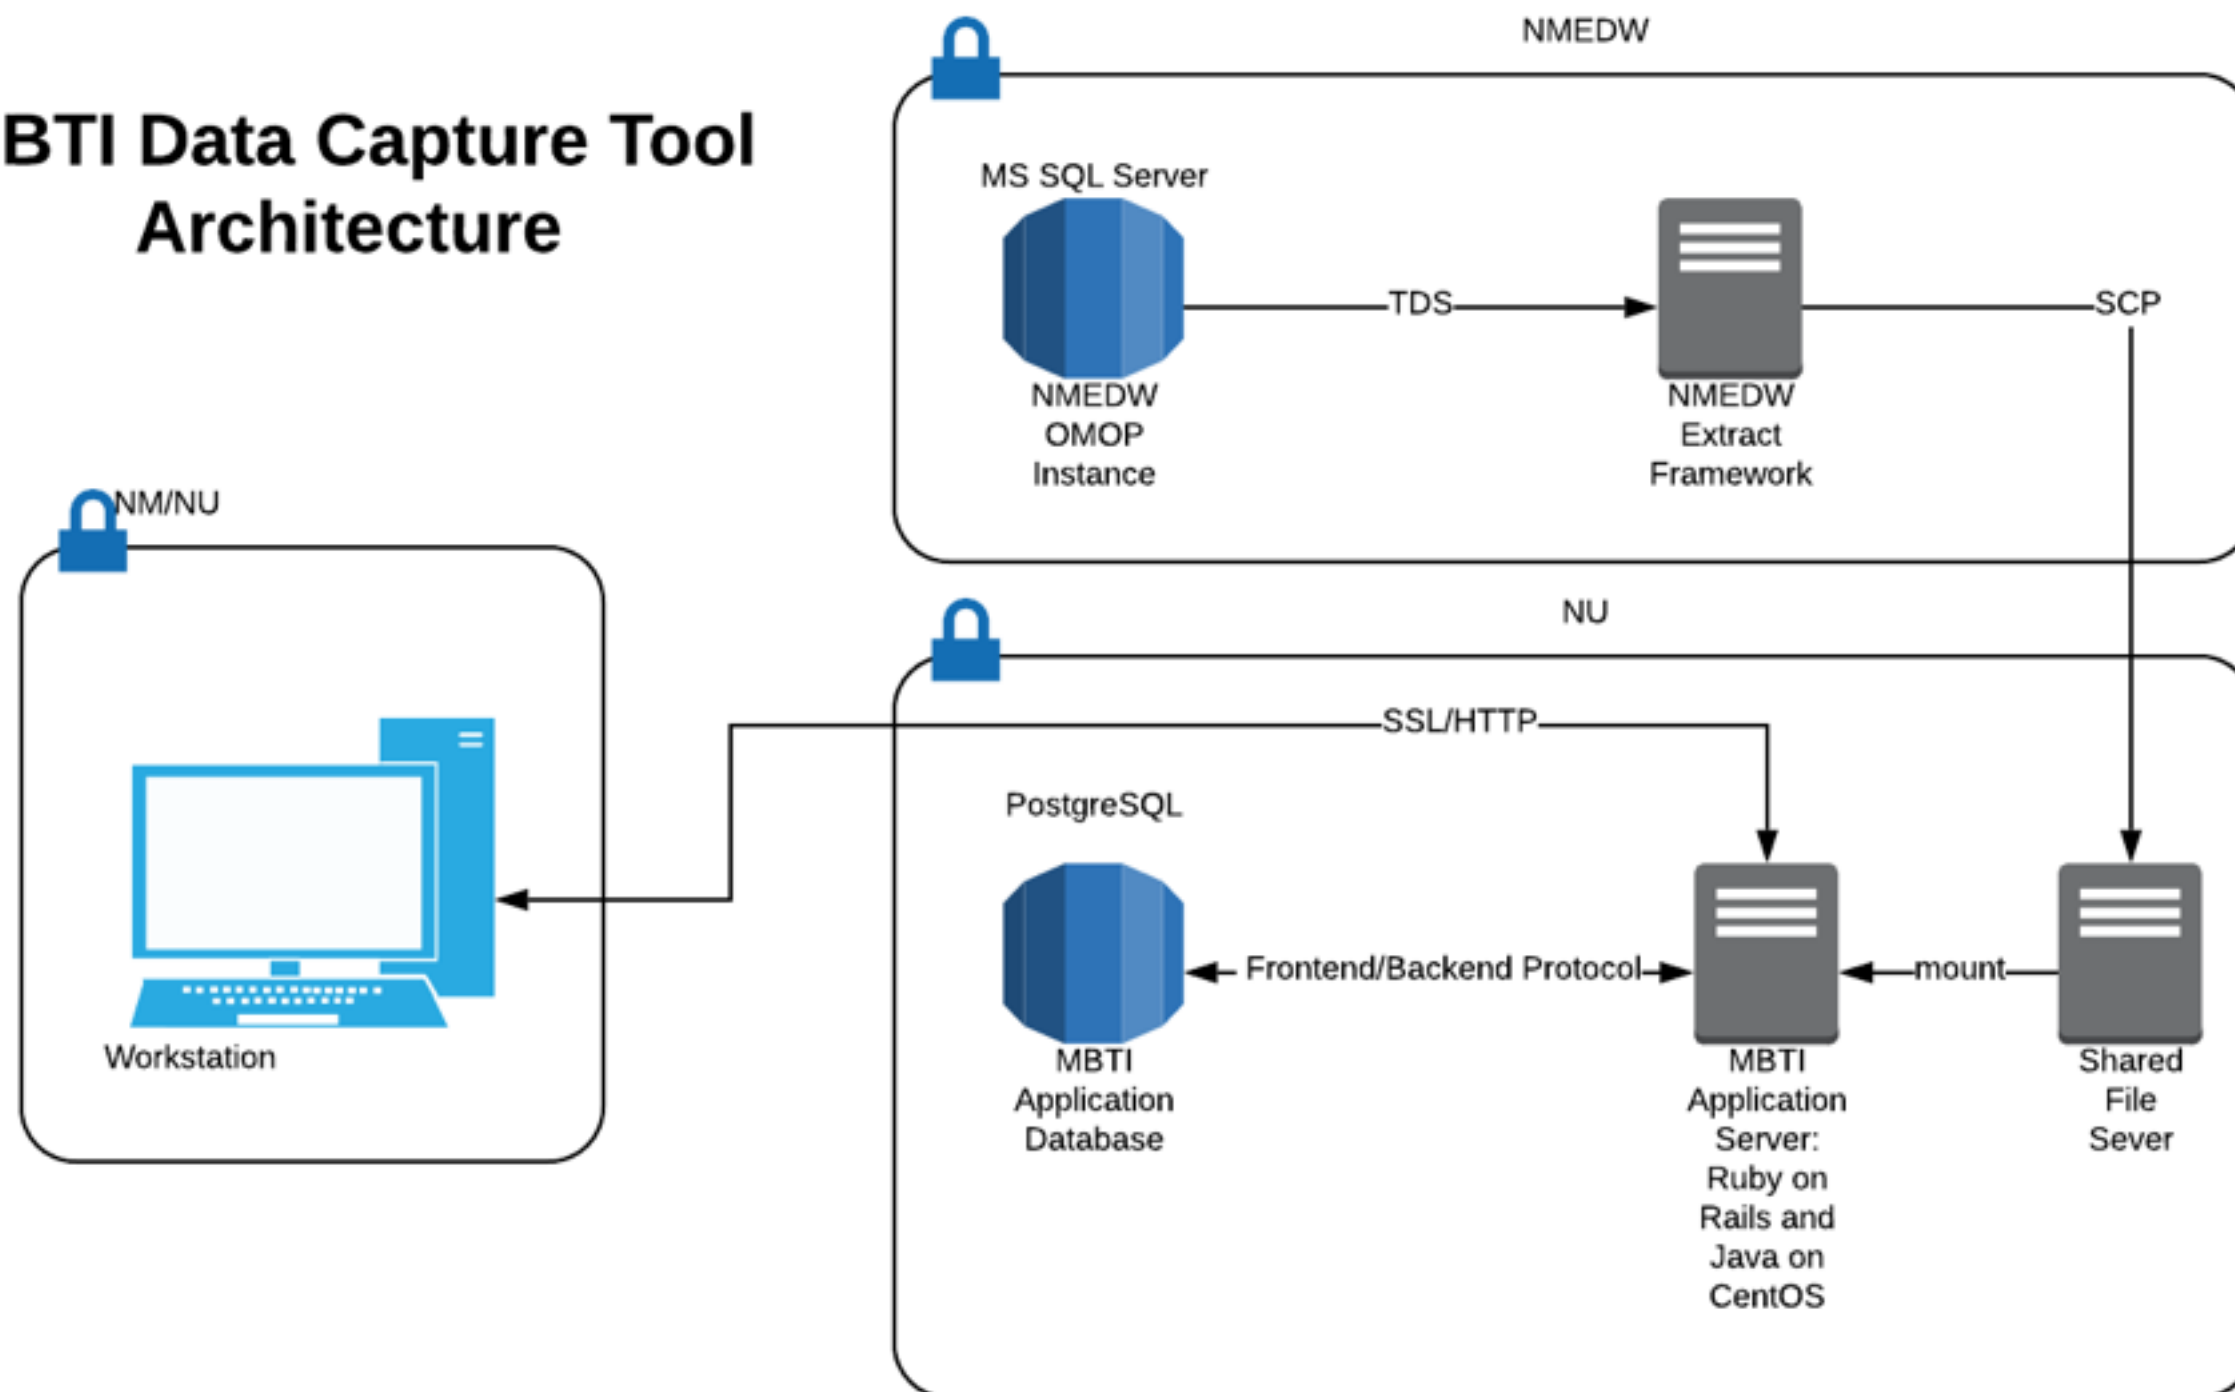 BTI Data Capture Tool
Architecture
NMEDW
MS SQL Server
TDS
SCP
NMEDW
OMOP
Instance
NMEDW
Extract
Framework
NM/NU
Workstation
NU
SSL/HTTP
PostgreSQL
Frontend/Backend Protocol
mount
MBTI
Application
Database
MBTI
Application
Server:
Ruby on
Rails and
Java on
CentOS
Shared
File
Sever